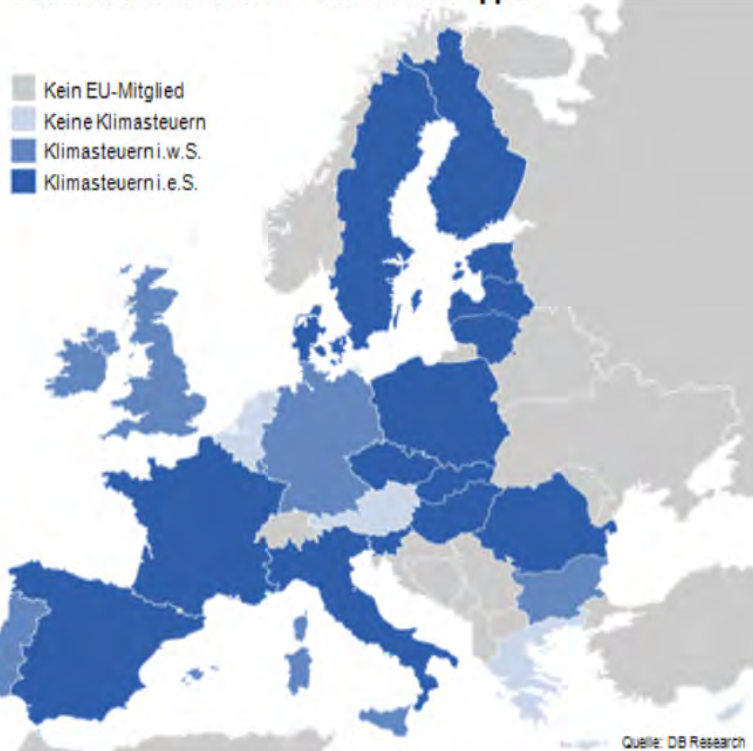 Kein EU-Mitglied
Keine Klimasteuern
Klimasteuern i.w.S.
Klimasteuern i.e.S.
Quelle: DB Research